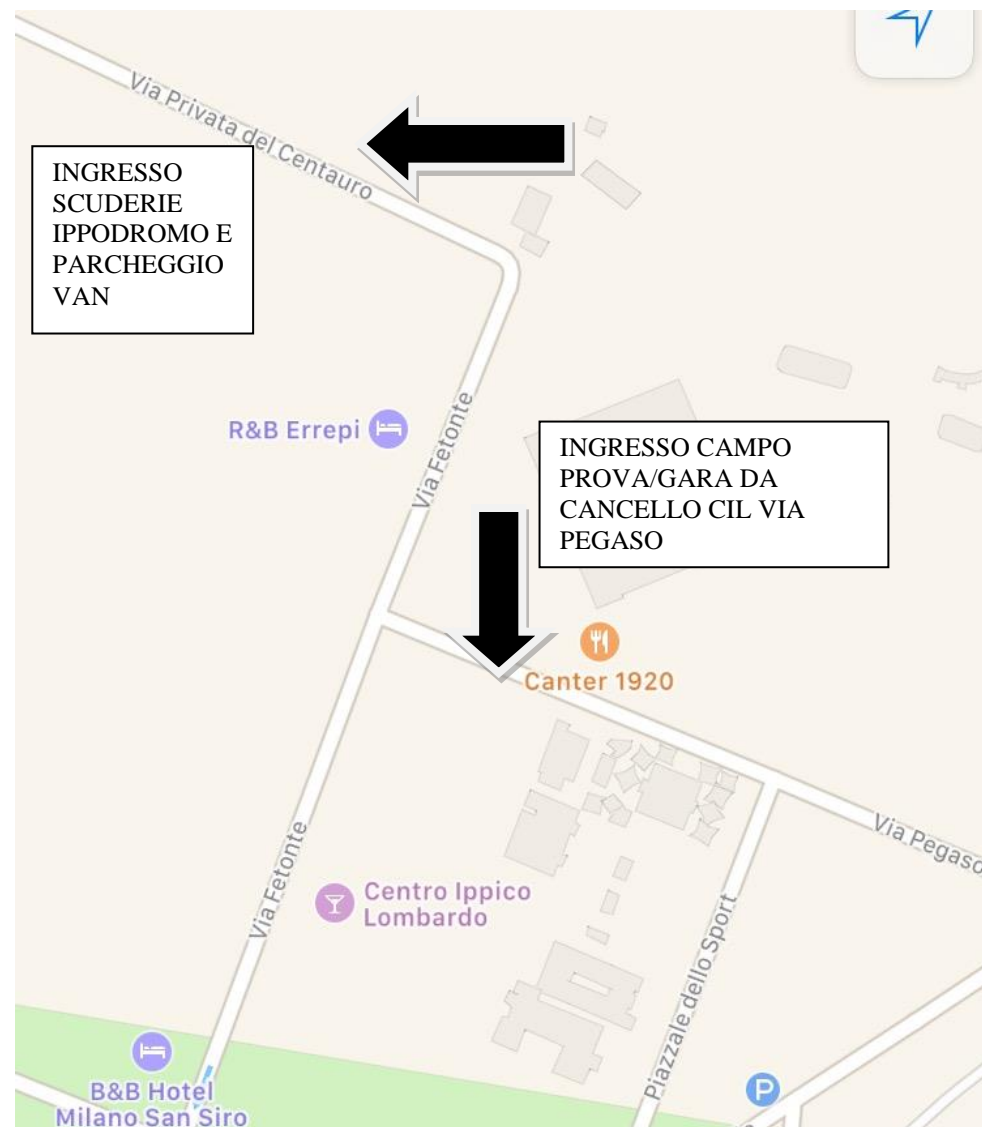 Via Privata del Centauro
INGRESSO
SCUDERIE
IPPODROMO E
PARCHEGGIO
VAN
R&B Errepi
Via Fetonte
INGRESSO CAMPO
PROVA/GARA DA
CANCELLO CIL VIA
PEGASO
Canter 1920
Via Pegaso
Via Fetonte
Centro Ippico
Lombardo
Piazzale dello Sport
B&B Hotel
Milano San Siro
P